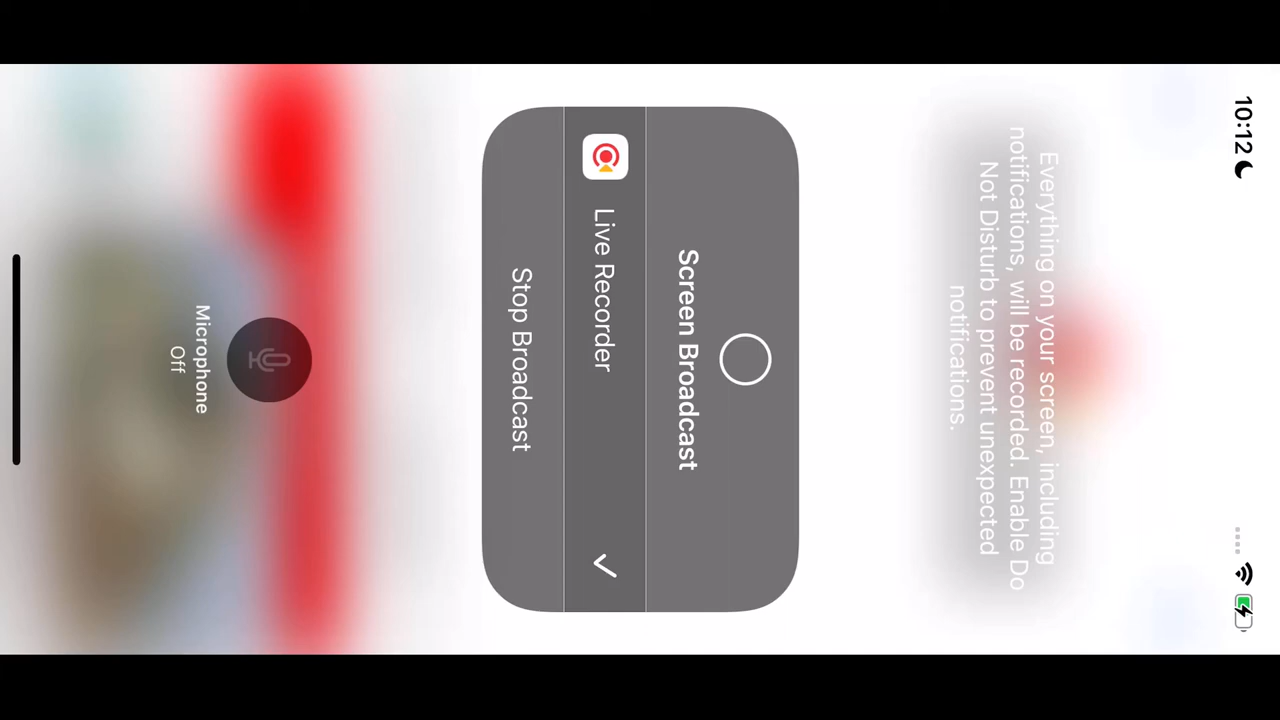 10:12
Everything on your screen, including
notifications, will be recorded. Enable Do
Not Disturb to prevent unexpected
notifications.
Screen Broadcast
Live Recorder
Stop Broadcast
Microphone
Off